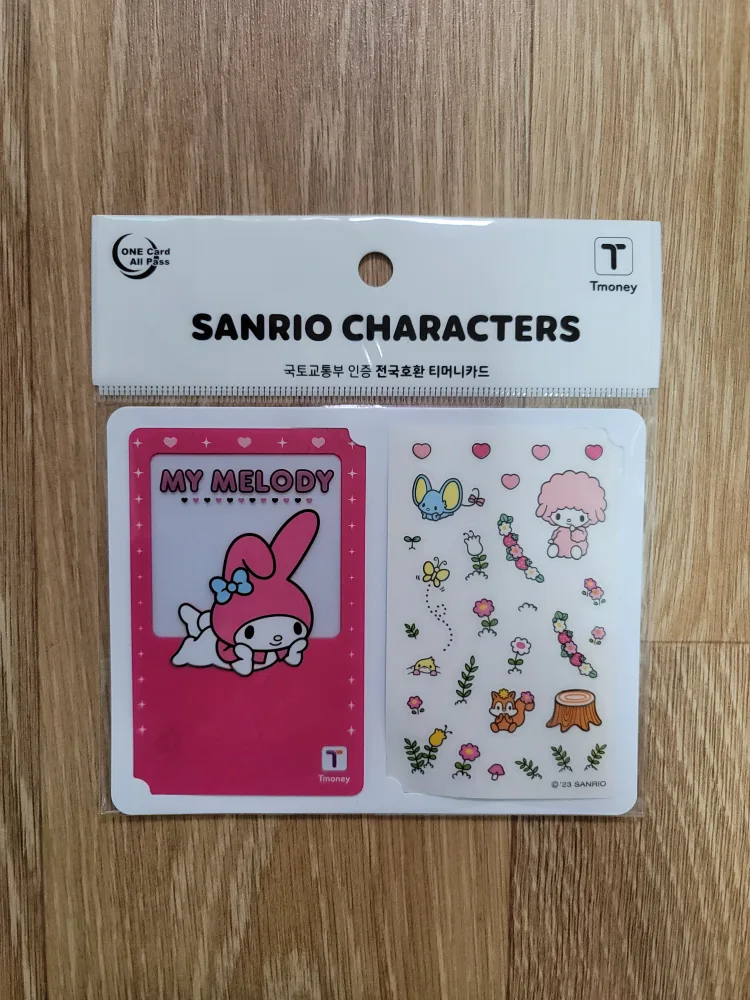 ONE Card
All Pass
T
Tmoney
SANRIO CHARACTERS
국토교통부 인증 전국호환 티머니카드
MY MELODY
T
Tmoney
© '23 SANRIO